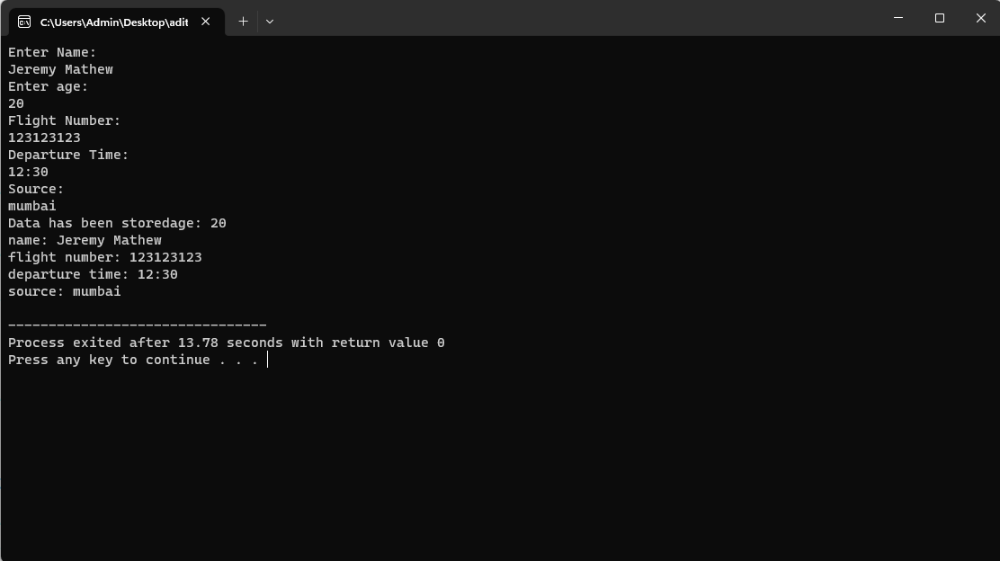 C:\Users\Admin\Desktop\adit
Enter Name:
Jeremy Mathew
Enter age:
20
Flight Number:
123123123
Departure Time:
12:30
Source:
mumbai
Data has been storedage: 20
name: Jeremy Mathew
flight number: 123123123
departure time: 12:30
source: mumbai
--------------------------------
Process exited after 13.78 seconds with return value 0
Press any key to continue . . .